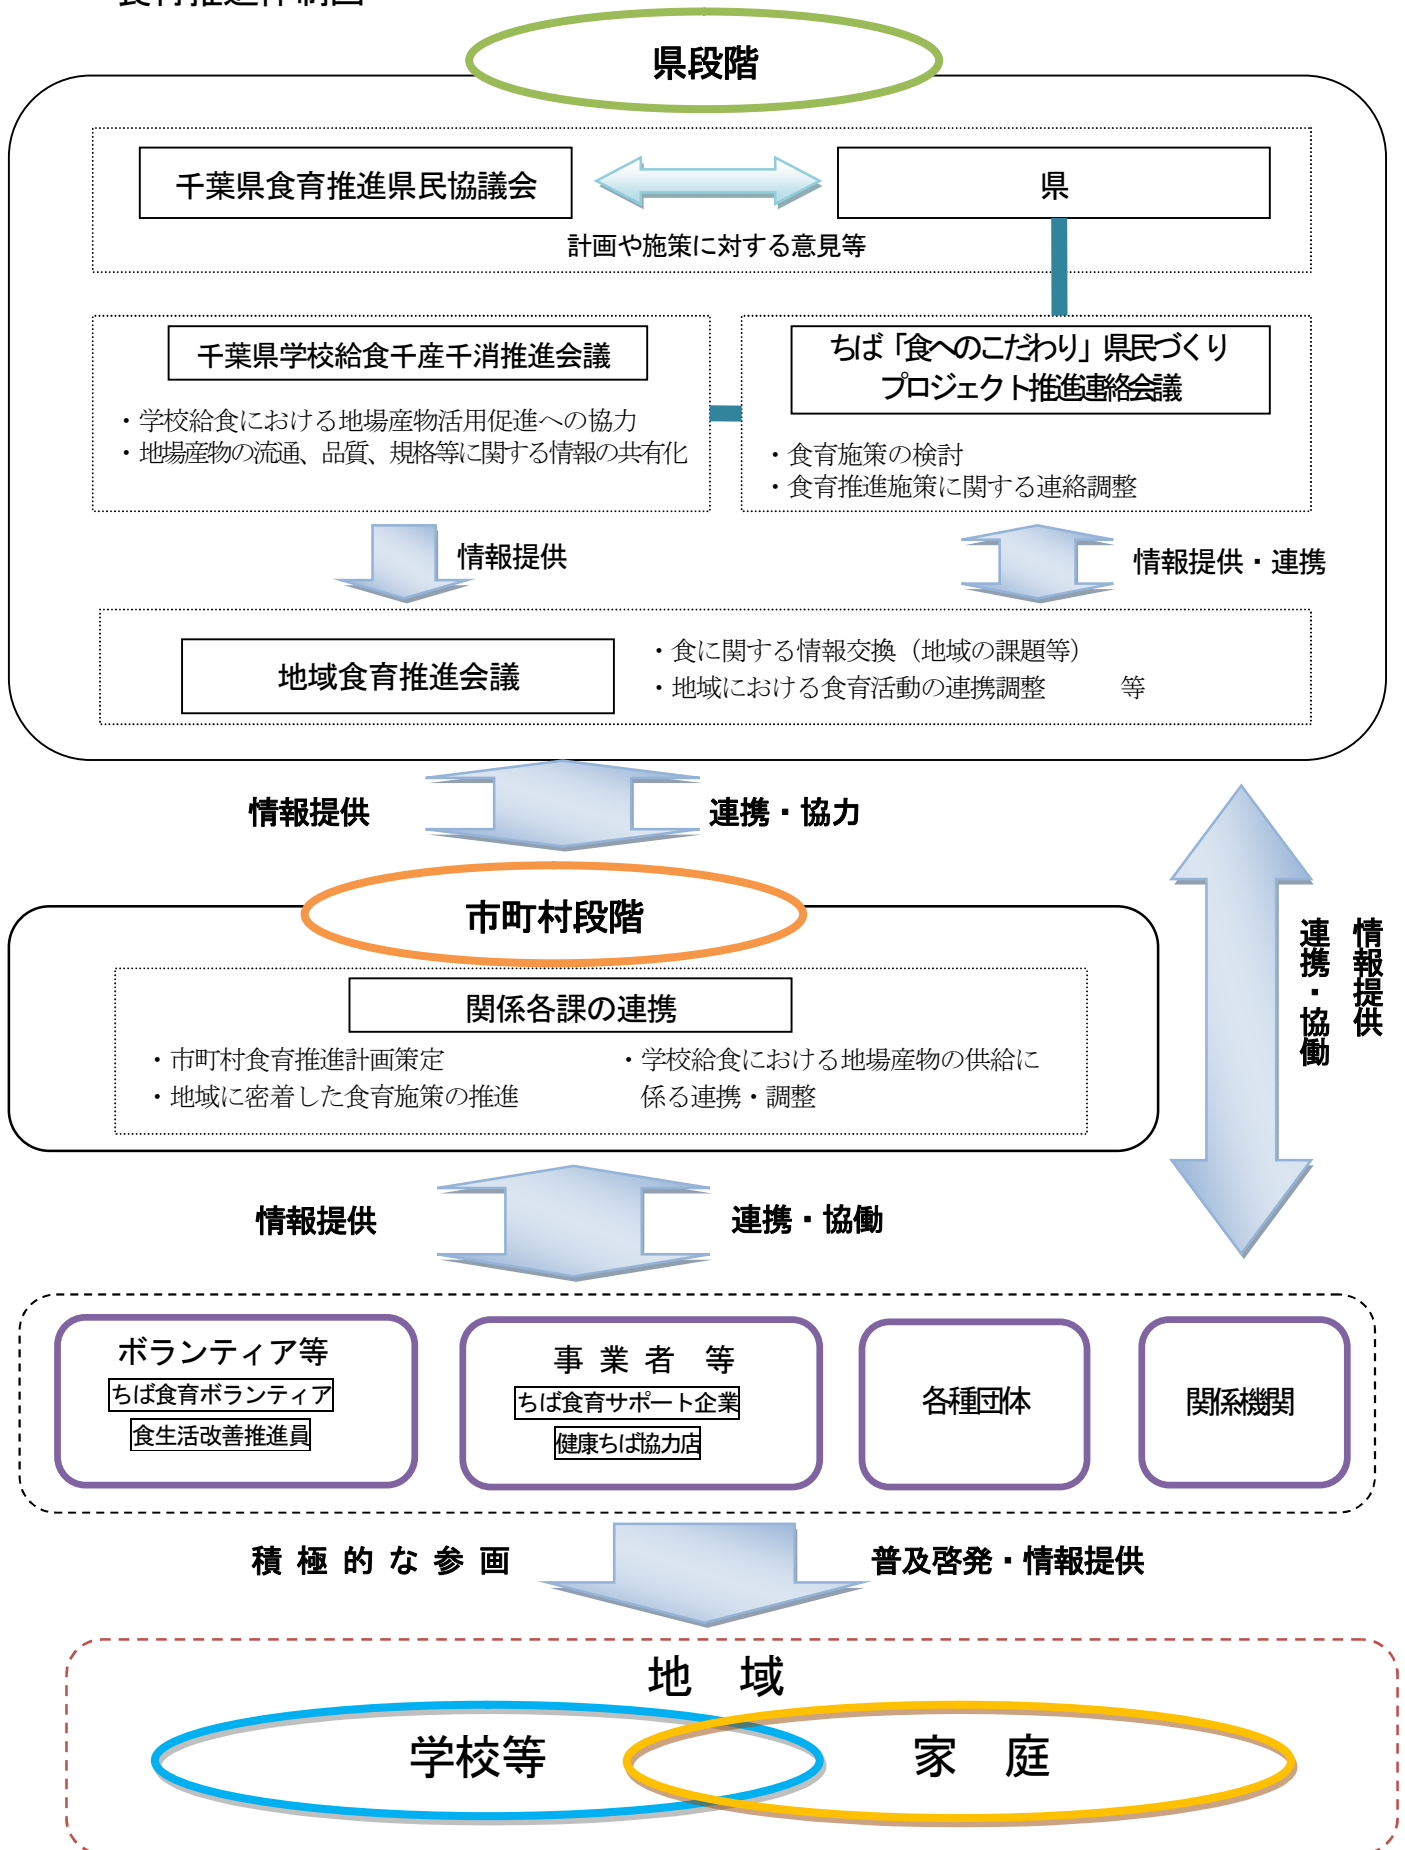 食育推進体制図
県段階
千葉県食育推進県民協議会
県
計画や施策に対する意見等
千葉県学校給食千産千消推進会議
・学校給食における地場産物活用促進への協力
・地場産物の流通、品質、規格等に関する情報の共有化
ちば「食へのこだわり」県民づくり
プロジェクト推進連絡会議
・食育施策の検討
・食育推進施策に関する連絡調整
情報提供
情報提供・連携
地域食育推進会議
・食に関する情報交換（地域の課題等）
・地域における食育活動の連携調整　　　等
情報提供
連携・協力
市町村段階
関係各課の連携
・市町村食育推進計画策定
・地域に密着した食育施策の推進
・学校給食における地場産物の供給に
係る連携・調整
情報提供
連携・協働
情報提供
連携・協働
ボランティア等
ちば食育ボランティア
食生活改善推進員
事 業 者　等
ちば食育サポート企業
健康ちば協力店
各種団体
関係機関
積 極 的 な 参 画
普及啓発・情報提供
地　域
学校等
家　庭